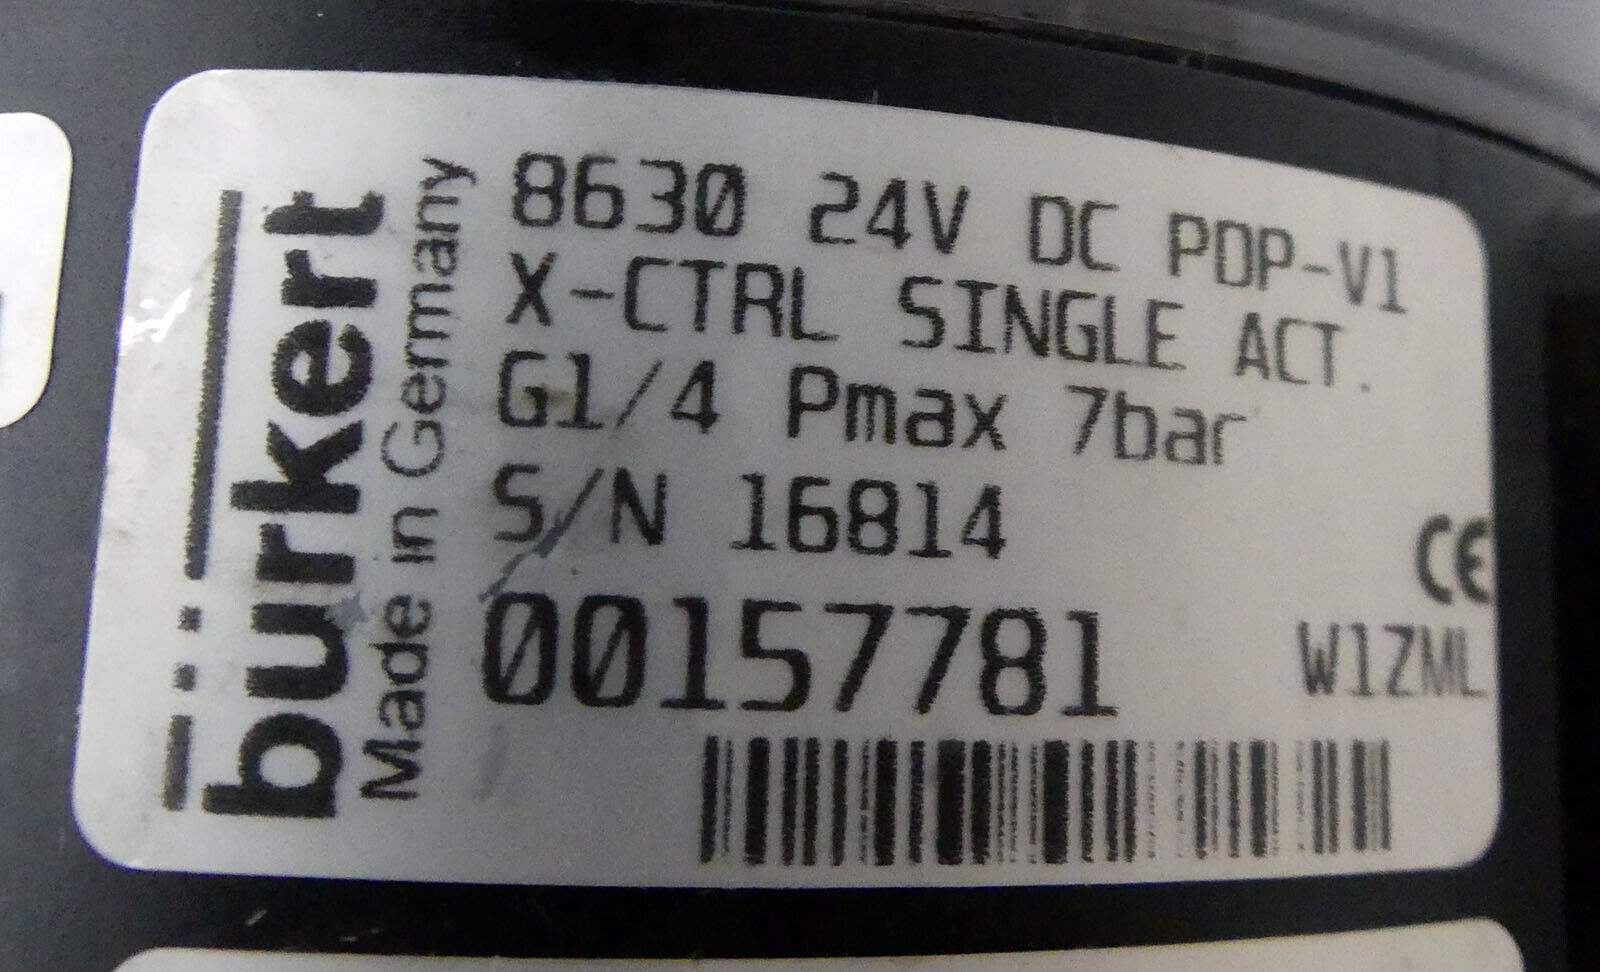 bürkert
Made in Germany
8630 24V DC PDP-V1
X-CTRL SINGLE ACT.
G1/4 Pmax 7bar
S/N 16814
00157781
CE
W1ZML